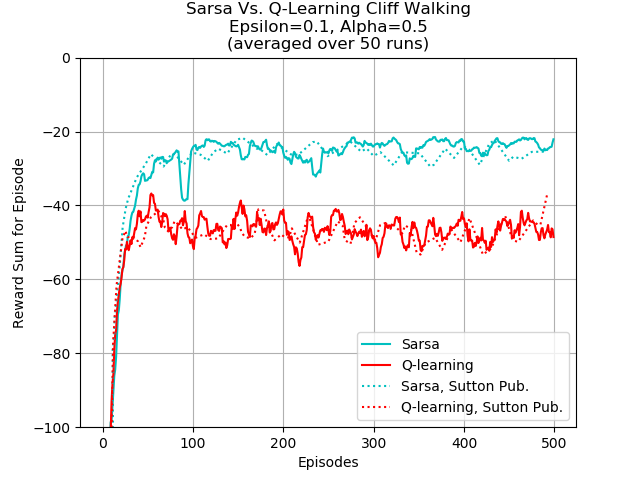 Sarsa Vs. Q-Learning Cliff Walking
Epsilon=0.1, Alpha=0.5
(averaged over 50 runs)
Reward Sum for Episode
0
−20
−40
−60
−80
−100
0
100
200
300
400
500
Episodes
Sarsa
Q-learning
Sarsa, Sutton Pub.
Q-learning, Sutton Pub.